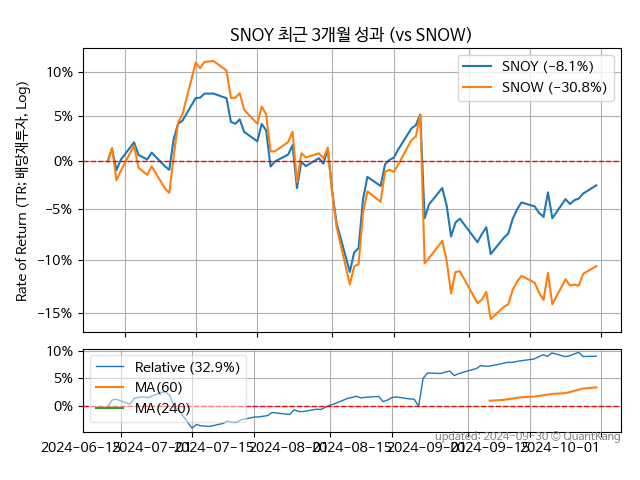 SNOY 최근 3개월 성과 (vs SNOW)
Rate of Return (TR; 배당재투자, Log)
10%
5%
0%
−5%
−10%
−15%
SNOY (−8.1%)
SNOW (−30.8%)
10%
5%
0%
Relative (32.9%)
MA(60)
MA(240)
updated: 2024-09-30 © QuantKang
2024-06-15
2024-07-01
2024-07-15
2024-08-01
2024-08-15
2024-09-01
2024-09-15
2024-10-01